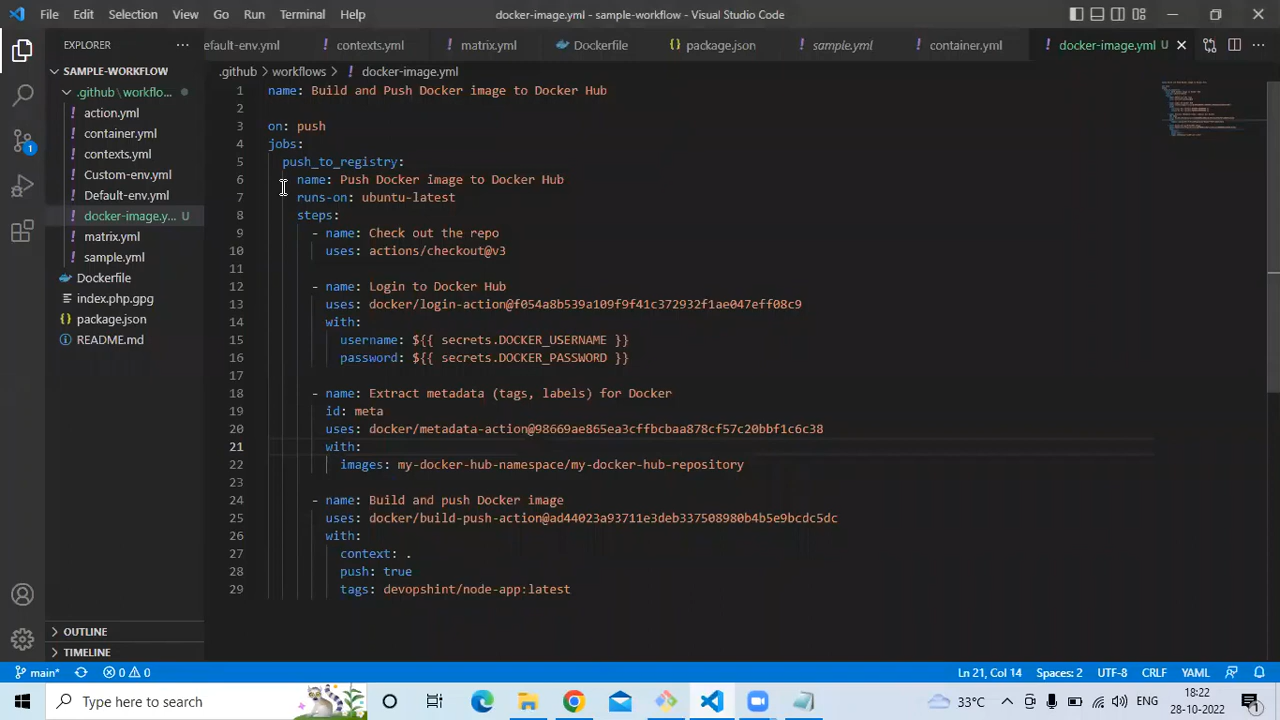 File Edit Selection View Go Run Terminal Help docker-image.yml - sample-workflow - Visual Studio Code
EXPLORER
efault-env.yml contexts.yml matrix.yml Dockerfile package.json sample.yml container.yml docker-image.yml U
SAMPLE-WORKFLOW
.github > workflows > docker-image.yml
.github/workflo...
action.yml
container.yml
contexts.yml
Custom-env.yml
Default-env.yml
docker-image.y... U
matrix.yml
sample.yml
Dockerfile
index.php.gpg
package.json
README.md
OUTLINE
TIMELINE
1 name: Build and Push Docker image to Docker Hub
2
3 on: push
4 jobs:
5 push_to_registry:
6 name: Push Docker image to Docker Hub
7 runs-on: ubuntu-latest
8 steps:
9 - name: Check out the repo
10 uses: actions/checkout@v3
11
12 - name: Login to Docker Hub
13 uses: docker/login-action@f054a8b539a109f9f41c372932f1ae047eff08c9
14 with:
15 username: ${{ secrets.DOCKER_USERNAME }}
16 password: ${{ secrets.DOCKER_PASSWORD }}
17
18 - name: Extract metadata (tags, labels) for Docker
19 id: meta
20 uses: docker/metadata-action@98669ae865ea3cffbcbaa878cf57c20bbf1c6c38
21 with:
22 images: my-docker-hub-namespace/my-docker-hub-repository
23
24 - name: Build and push Docker image
25 uses: docker/build-push-action@ad44023a93711e3deb337508980b4b5e9bcdc5dc
26 with:
27 context: .
28 push: true
29 tags: devopshint/node-app:latest
1
main* 0 0 Ln 21, Col 14 Spaces: 2 UTF-8 CRLF YAML
Type here to search 33°C ENG 18:22
28-10-2022 1